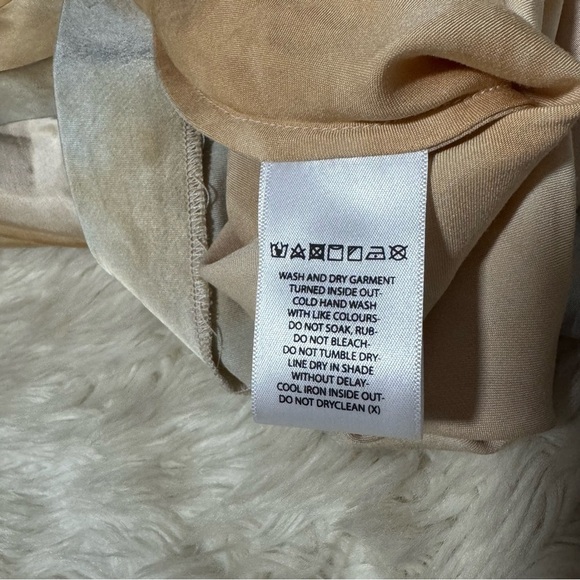 WASH AND DRY GARMENT
TURNED INSIDE OUT-
COLD HAND WASH
WITH LIKE COLOURS-
DO NOT SOAK, RUB-
DO NOT BLEACH-
DO NOT TUMBLE DRY-
LINE DRY IN SHADE
WITHOUT DELAY-
COOL IRON INSIDE OUT-
DO NOT DRYCLEAN (X)